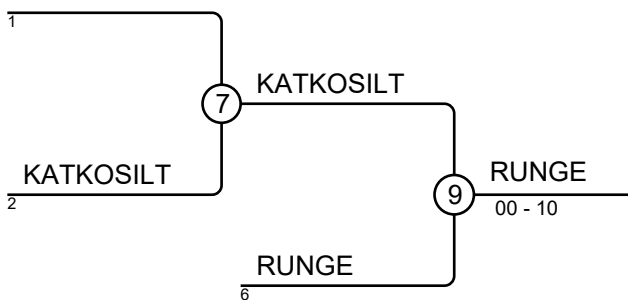 1
KATKOSILT
7
KATKOSILT
2
RUNGE
9
00 - 10
RUNGE
6